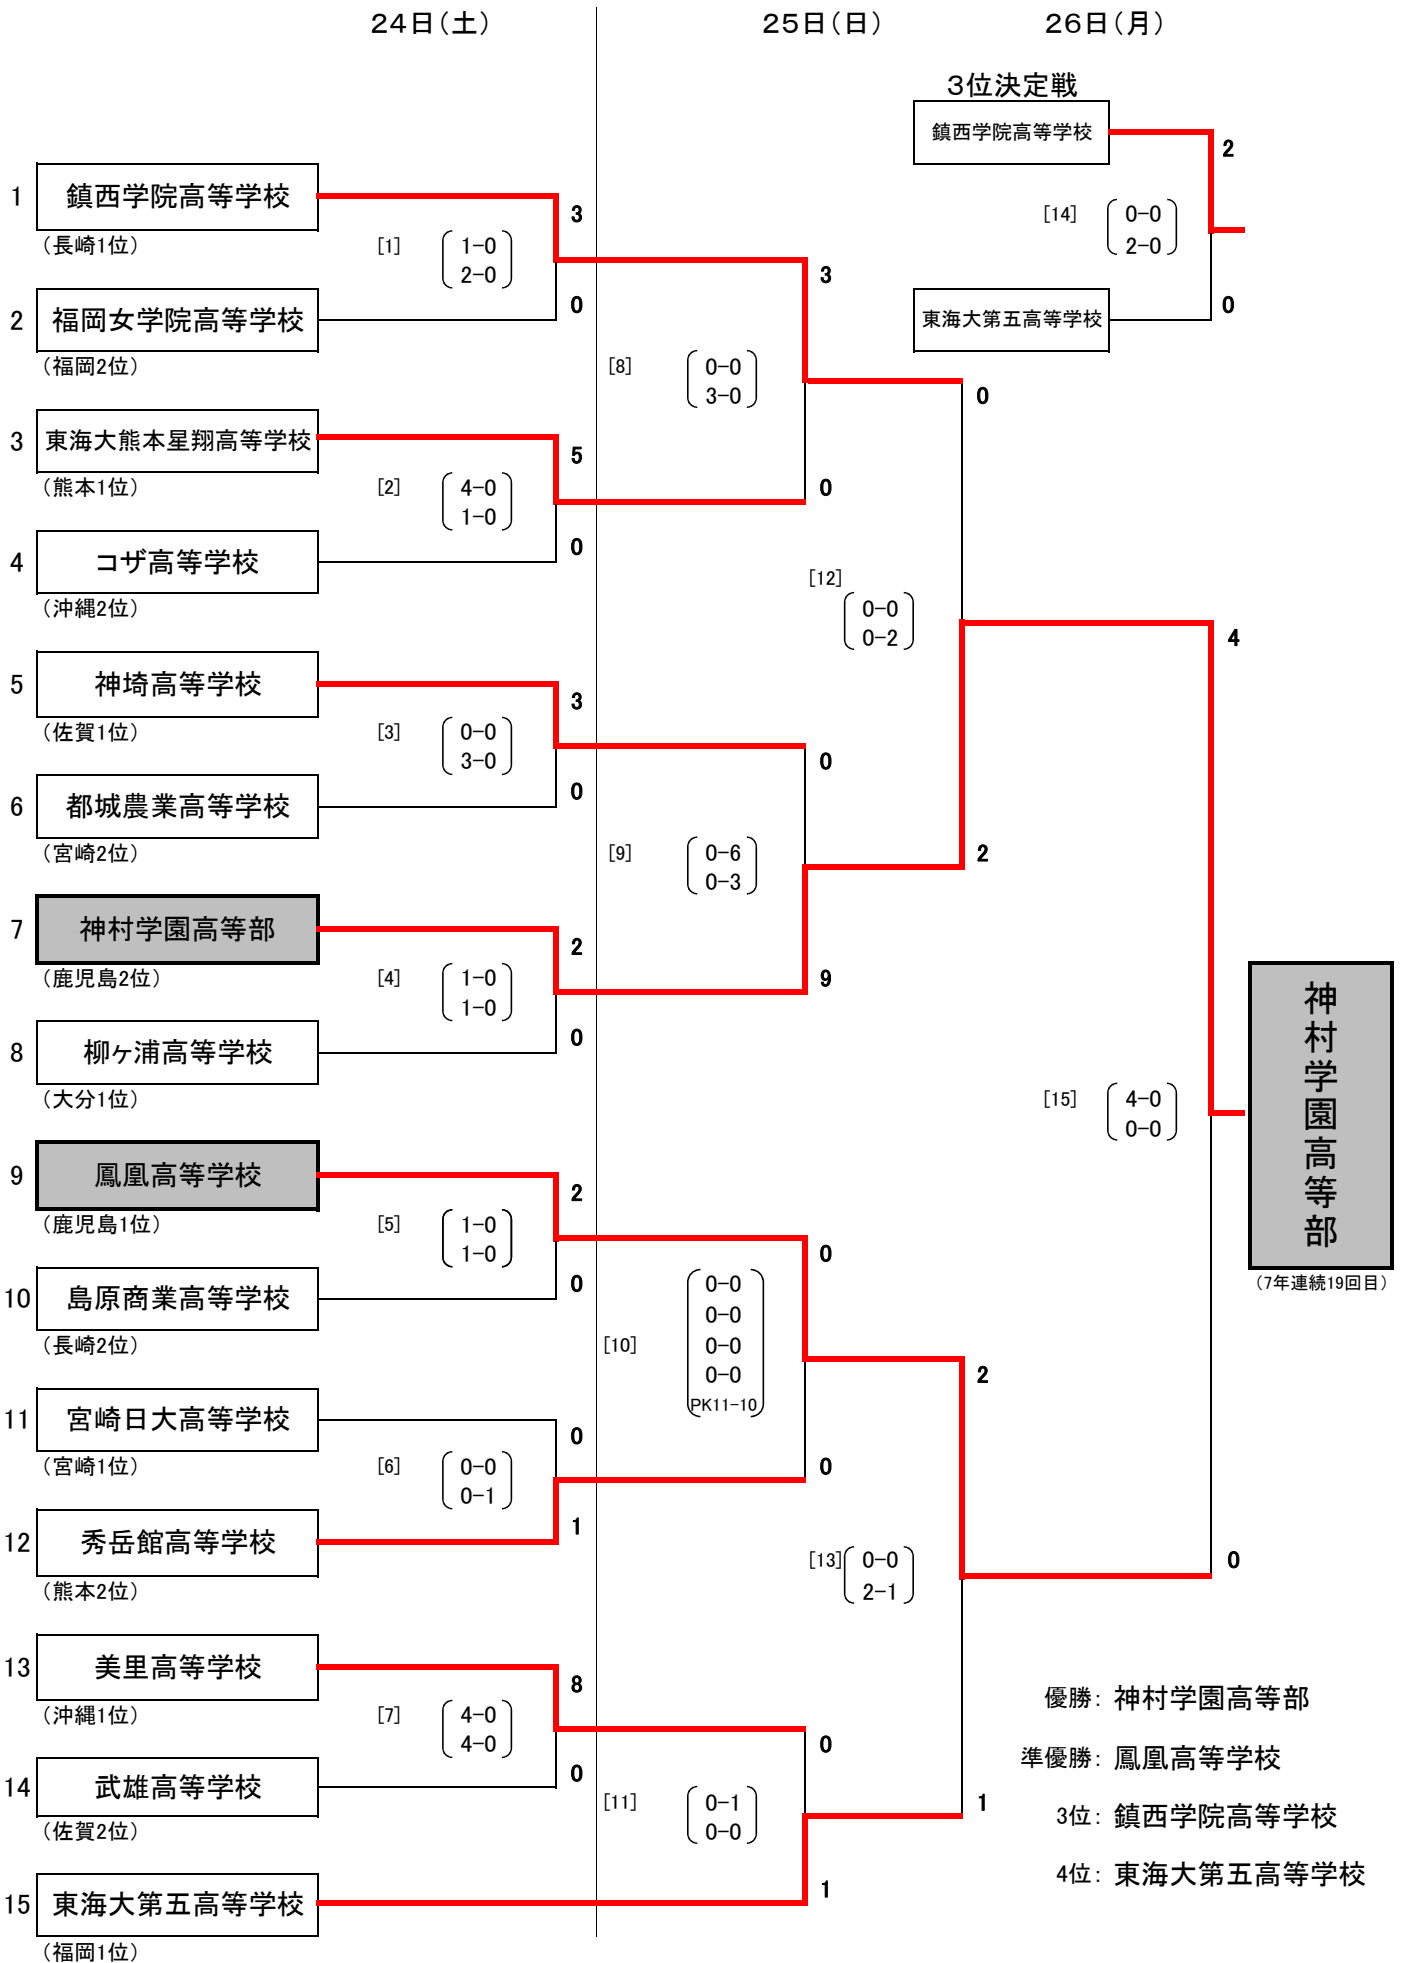 24日（土）
25日（日）
26日（月）
3位決定戦
鎮西学院高等学校
2
[14]
0-0
2-0
東海大第五高等学校
0
1
鎮西学院高等学校
（長崎1位）
3
[1]
1-0
2-0
2
福岡女学院高等学校
（福岡2位）
0
3
[8]
0-0
3-0
3
東海大熊本星翔高等学校
（熊本1位）
5
[2]
4-0
1-0
0
4
コザ高等学校
（沖縄2位）
0
0
[12]
0-0
0-2
5
神埼高等学校
（佐賀1位）
3
[3]
0-0
3-0
4
6
都城農業高等学校
（宮崎2位）
0
0
[9]
0-6
0-3
2
7
神村学園高等部
（鹿児島2位）
2
[4]
1-0
1-0
9
8
柳ヶ浦高等学校
（大分1位）
0
[15]
4-0
0-0
神村学園高等部
（7年連続19回目）
9
鳳凰高等学校
（鹿児島1位）
2
[5]
1-0
1-0
0
10
島原商業高等学校
（長崎2位）
0
[10]
0-0
0-0
0-0
0-0
PK11-10
2
11
宮崎日大高等学校
（宮崎1位）
0
[6]
0-0
0-1
0
12
秀岳館高等学校
（熊本2位）
1
[13]
0-0
2-1
0
13
美里高等学校
（沖縄1位）
8
[7]
4-0
4-0
0
14
武雄高等学校
（佐賀2位）
0
[11]
0-1
0-0
1
15
東海大第五高等学校
（福岡1位）
1
優勝： 神村学園高等部
準優勝： 鳳凰高等学校
3位： 鎮西学院高等学校
4位： 東海大第五高等学校